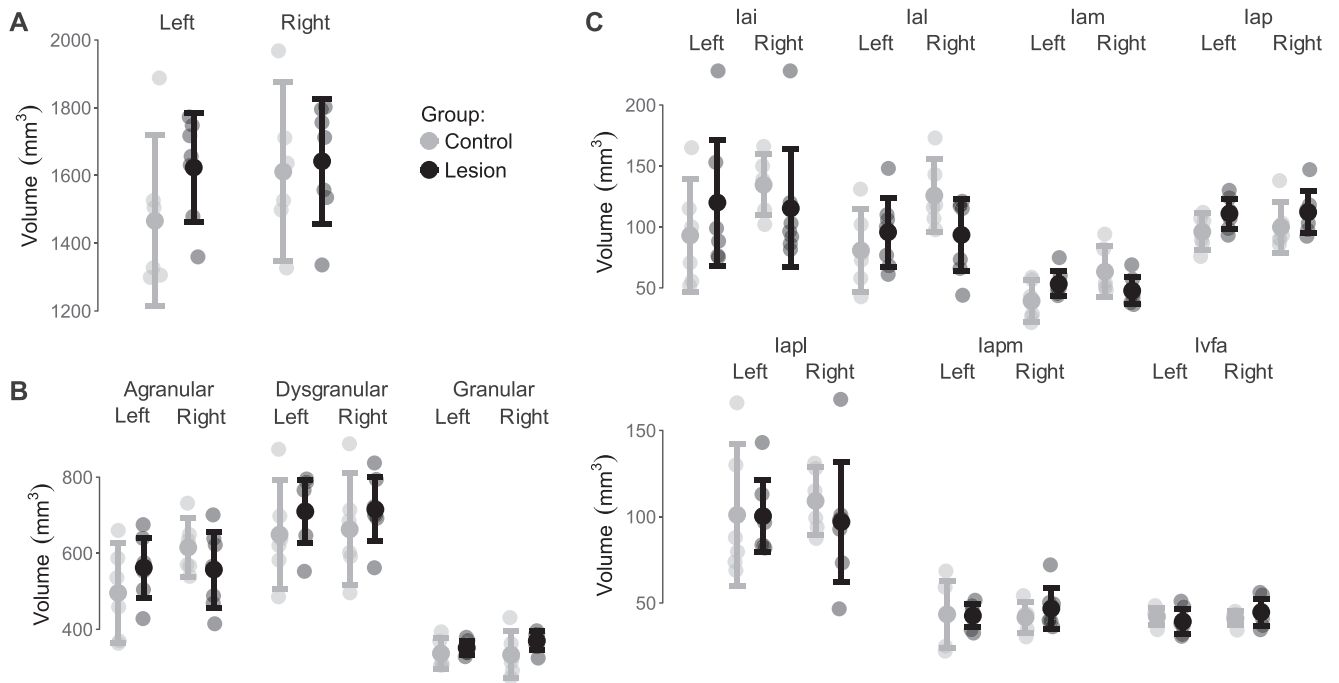 A
Left Right
2000
1800
1600
1400
1200
Volume (mm³)
Group:
Control
Lesion
B
Agranular Dysgranular Granular
Left Right Left Right Left Right
800
600
400
Volume (mm³)
C
Iai Ial Iam Iap
Left Right Left Right Left Right Left Right
200
150
100
50
Volume (mm³)
Iapl Iapm Ivfa
Left Right Left Right Left Right
150
100
50
Volume (mm³)